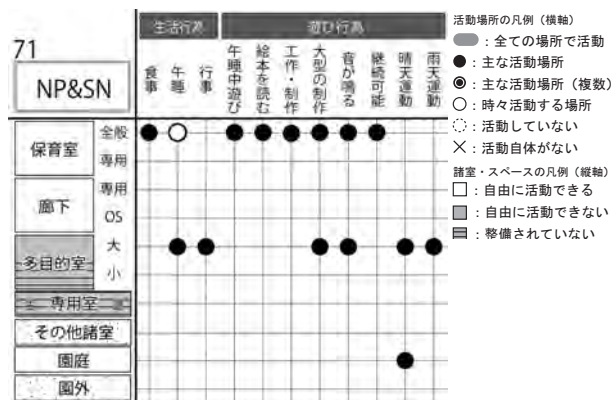 71
NP&SN
生活行為
遊び行為
食事
午睡
行事
午睡中遊び
絵本を読む
工作・制作
大型の制作
音が鳴る
継続可能
晴天運動
雨天運動
保育室
全般
専用
廊下
専用
OS
多目的室
大
小
専用室
その他諸室
園庭
園外
活動場所の凡例（横軸）
：全ての場所で活動
：主な活動場所
：主な活動場所（複数）
：時々活動する場所
：活動していない
：活動自体がない
諸室・スペースの凡例（縦軸）
：自由に活動できる
：自由に活動できない
：整備されていない